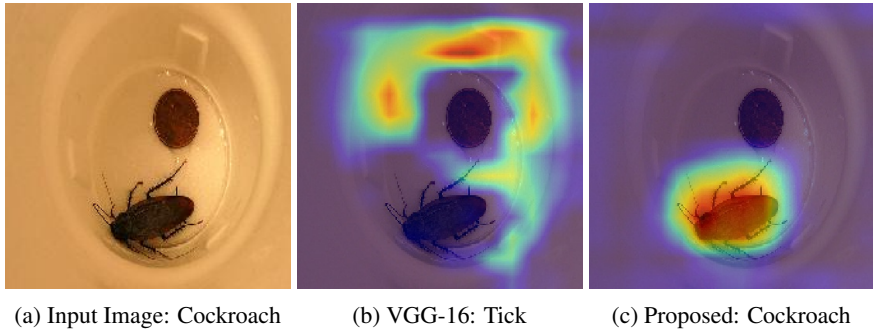 (a) Input Image: Cockroach
(b) VGG-16: Tick
(c) Proposed: Cockroach